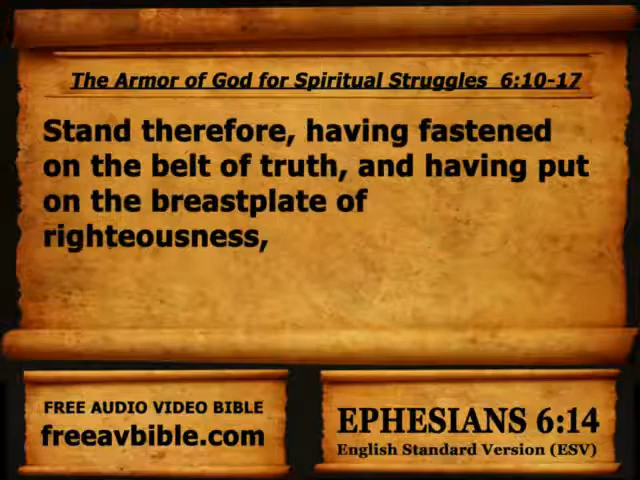 The Armor of God for Spiritual Struggles 6:10-17
Stand therefore, having fastened
on the belt of truth, and having put
on the breastplate of
righteousness,
FREE AUDIO VIDEO BIBLE
freeavbible.com
EPHESIANS 6:14
English Standard Version (ESV)